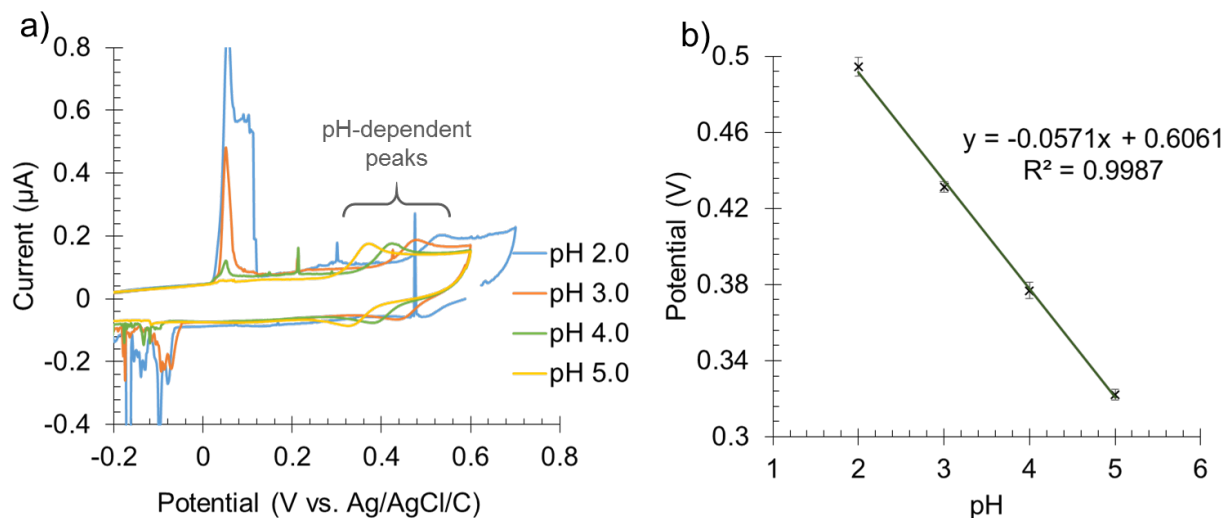 a)
Current (µA)
0.8
0.6
0.4
0.2
0
-0.2
-0.4
-0.2
0
0.2
0.4
0.6
0.8
Potential (V vs. Ag/AgCl/C)
pH-dependent
peaks
pH 2.0
pH 3.0
pH 4.0
pH 5.0
b)
Potential (V)
0.5
0.46
0.42
0.38
0.34
0.3
1
2
3
4
5
6
pH
y = -0.0571x + 0.6061
R² = 0.9987